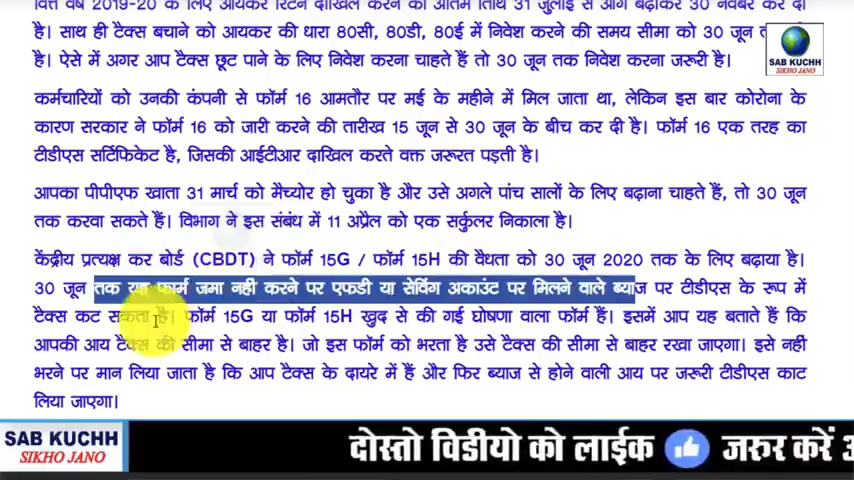 वित्त वर्ष 2019-20 के लिए आयकर रिटर्न दाखिल करने की अंतिम तिथि 31 जुलाई से आगे बढ़ाकर 30 नवंबर कर दी
है। साथ ही टैक्स बचाने को आयकर की धारा 80सी, 80डी, 80ई में निवेश करने की समय सीमा को 30 जून
है। ऐसे में अगर आप टैक्स छूट पाने के लिए निवेश करना चाहते हैं तो 30 जून तक निवेश करना जरूरी है।
SAB KUCHH
SIKHO JANO
कर्मचारियों को उनकी कंपनी से फॉर्म 16 आमतौर पर मई के महीने में मिल जाता था, लेकिन इस बार कोरोना के
कारण सरकार ने फॉर्म 16 को जारी करने की तारीख 15 जून से 30 जून के बीच कर दी है। फॉर्म 16 एक तरह का
टीडीएस सर्टिफिकेट है, जिसकी आईटीआर दाखिल करते वक्त जरूरत पड़ती है।
आपका पीपीएफ खाता 31 मार्च को मैच्योर हो चुका है और उसे अगले पांच सालों के लिए बढ़ाना चाहते हैं, तो 30 जून
तक करवा सकते हैं। विभाग ने इस संबंध में 11 अप्रैल को एक सर्कुलर निकाला है।
केंद्रीय प्रत्यक्ष कर बोर्ड (CBDT) ने फॉर्म 15G / फॉर्म 15H की वैधता को 30 जून 2020 तक के लिए बढ़ाया है।
30 जून तक यह फार्म जमा नहीं करने पर एफडी या सेविंग अकाउंट पर मिलने वाले ब्याज पर टीडीएस के रूप में
टैक्स कट सकता है। फॉर्म 15G या फॉर्म 15H खुद से की गई घोषणा वाला फॉर्म हैं। इसमें आप यह बताते हैं कि
आपकी आय टैक्स की सीमा से बाहर है। जो इस फॉर्म को भरता है उसे टैक्स की सीमा से बाहर रखा जाएगा। इसे नहीं
भरने पर मान लिया जाता है कि आप टैक्स के दायरे में हैं और फिर ब्याज से होने वाली आय पर जरूरी टीडीएस काट
लिया जाएगा।
SAB KUCHH
SIKHO JANO
दोस्तो विडीयो को लाईक जरुर करें